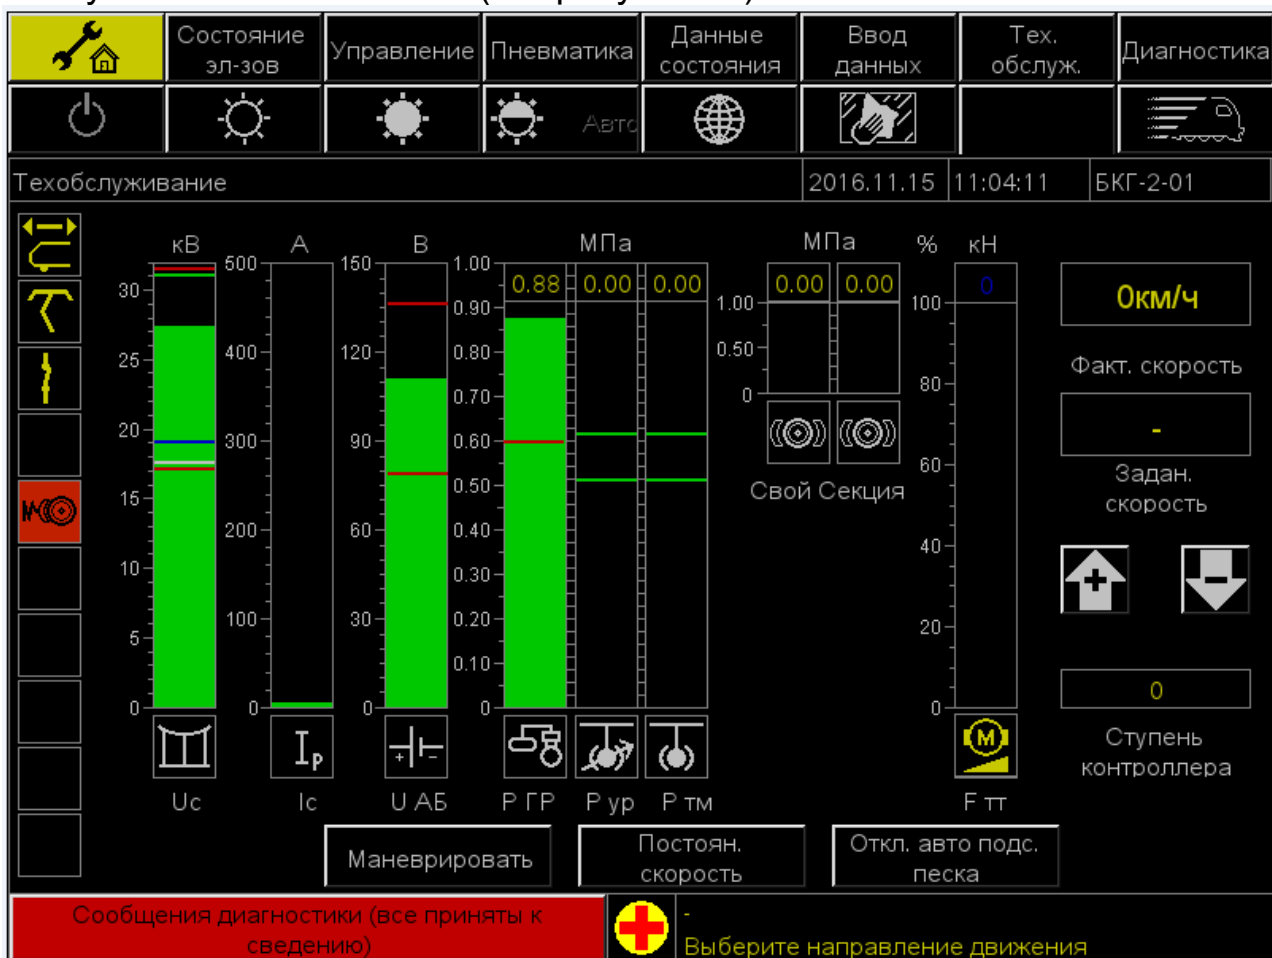 Состояние эл-зов
Управление
Пневматика
Данные состояния
Ввод данных
Тех. обслуж.
Диагностика
Авто
Техобслуживание
2016.11.15
11:04:11
БКГ-2-01
кВ
А
В
МПа
МПа
%
кН
30
25
20
15
10
5
0
500
400
300
200
100
0
150
120
90
60
30
0
1.00
0.90
0.80
0.70
0.60
0.50
0.40
0.30
0.20
0.10
0
0.88
0.00
0.00
1.00
0.50
0
0.00
0.00
Свой Секция
100
80
60
40
20
0
0
0км/ч
Факт. скорость
-
Задан.
скорость
+
-
0
Ступень
контроллера
I р
+ -
M
Uс
Iс
U АБ
Р ГР
Р ур
Р тм
F тт
Маневрировать
Постоян.
скорость
Откл. авто подс.
песка
Сообщения диагностики (все приняты к
сведению)
-
Выберите направление движения